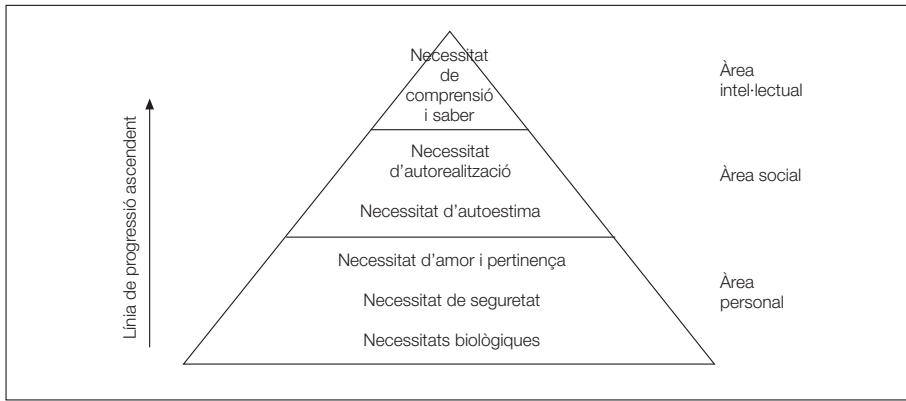 Necessitat
de
comprensió
i saber
Àrea
intel·lectual
Necessitat
d'autorealització
Necessitat d'autoestima
Àrea social
Necessitat d'amor i pertinença
Necessitat de seguretat
Necessitats biològiques
Àrea
personal
Línia de progressió ascendent